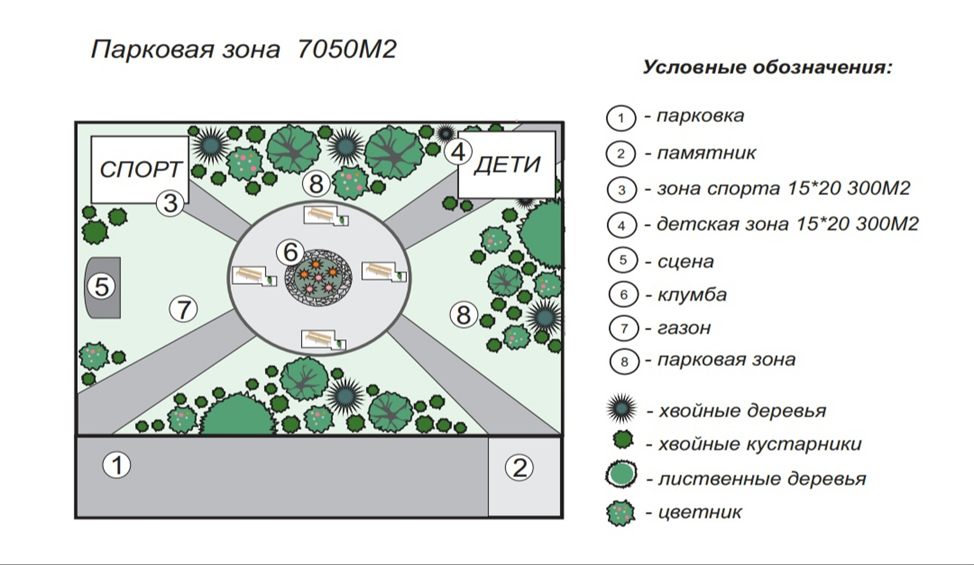 Парковая зона 7050М2
Условные обозначения:
1 - парковка
2 - памятник
3 - зона спорта 15*20 300М2
4 - детская зона 15*20 300М2
5 - сцена
6 - клумба
7 - газон
8 - парковая зона
- хвойные деревья
- хвойные кустарники
- лиственные деревья
- цветник
СПОРТ
4 ДЕТИ
3
8
6
5
7
8
1
2